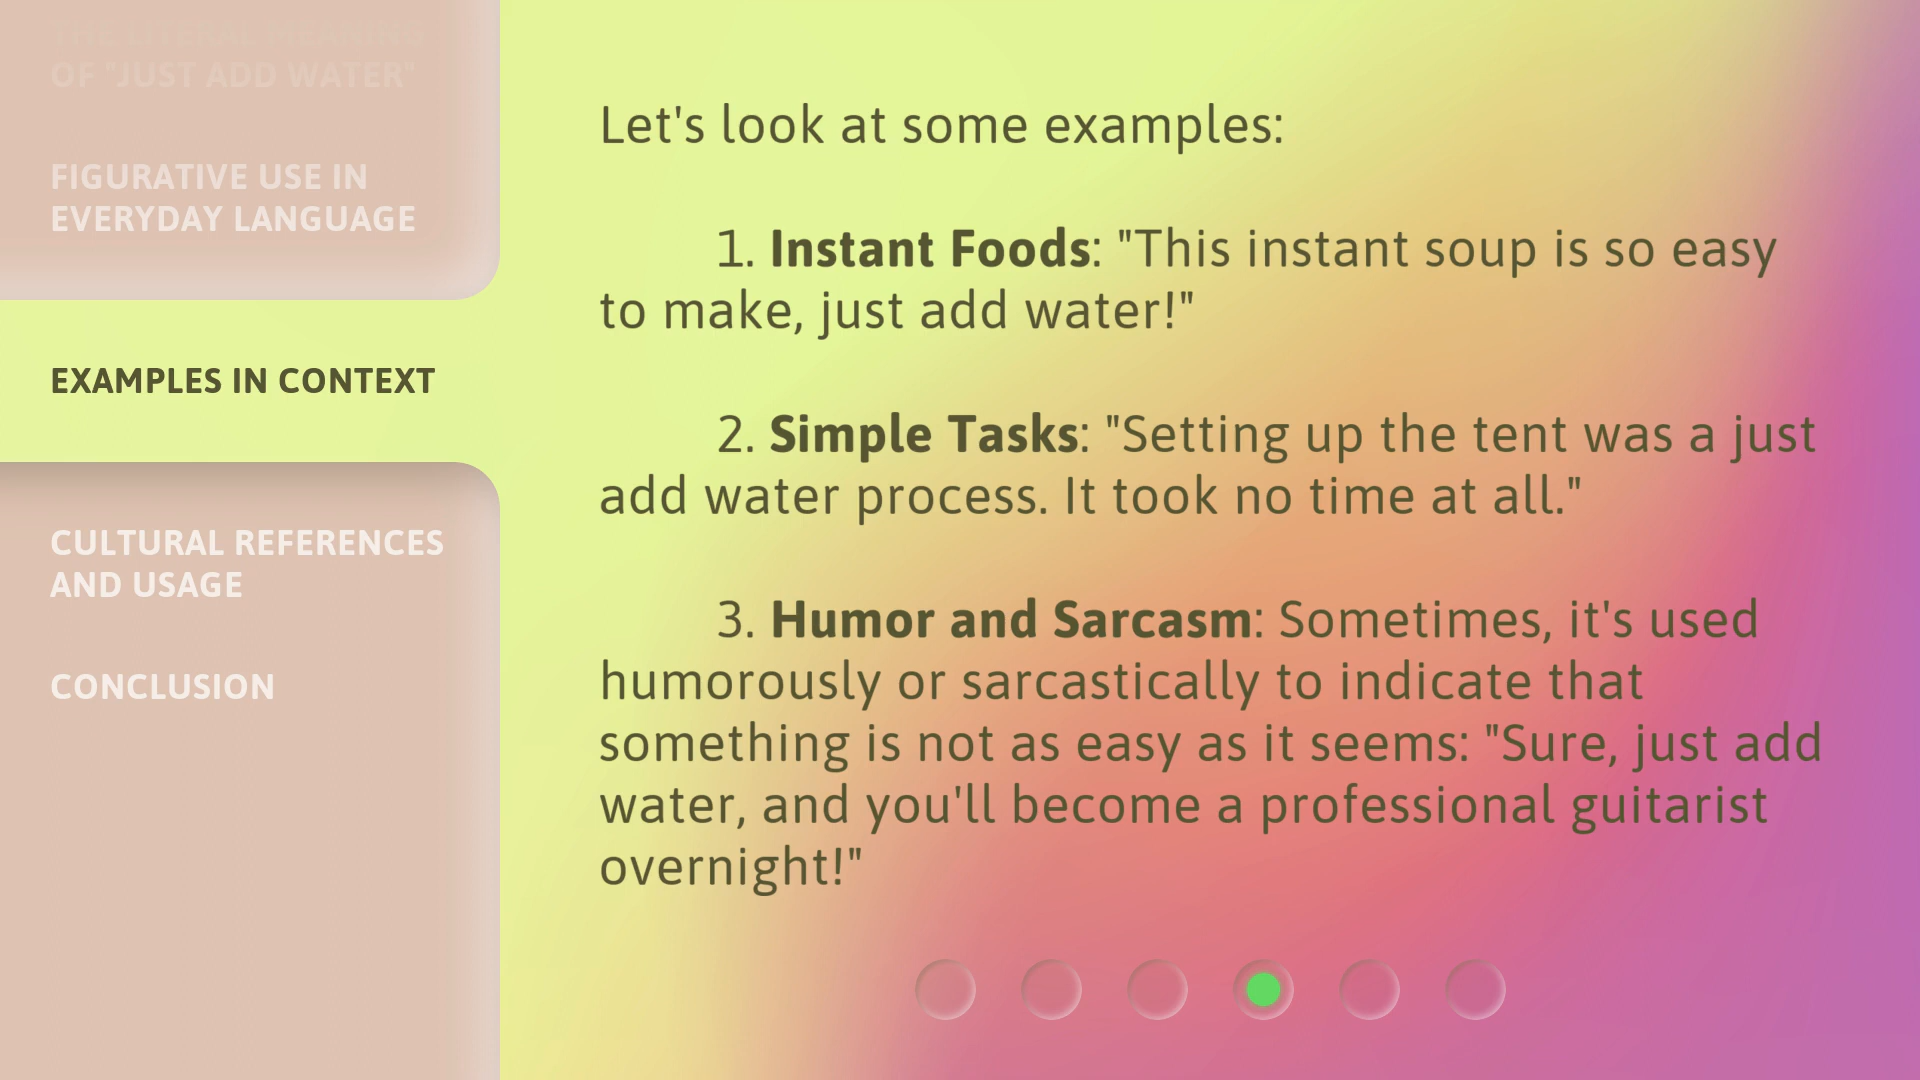 THE LITERAL MEANING
OF "JUST ADD WATER"
FIGURATIVE USE IN
EVERYDAY LANGUAGE
EXAMPLES IN CONTEXT
CULTURAL REFERENCES
AND USAGE
CONCLUSION
Let's look at some examples:
1. Instant Foods: "This instant soup is so easy
to make, just add water!"
2. Simple Tasks: "Setting up the tent was a just
add water process. It took no time at all."
3. Humor and Sarcasm: Sometimes, it's used
humorously or sarcastically to indicate that
something is not as easy as it seems: "Sure, just add
water, and you'll become a professional guitarist
overnight!"